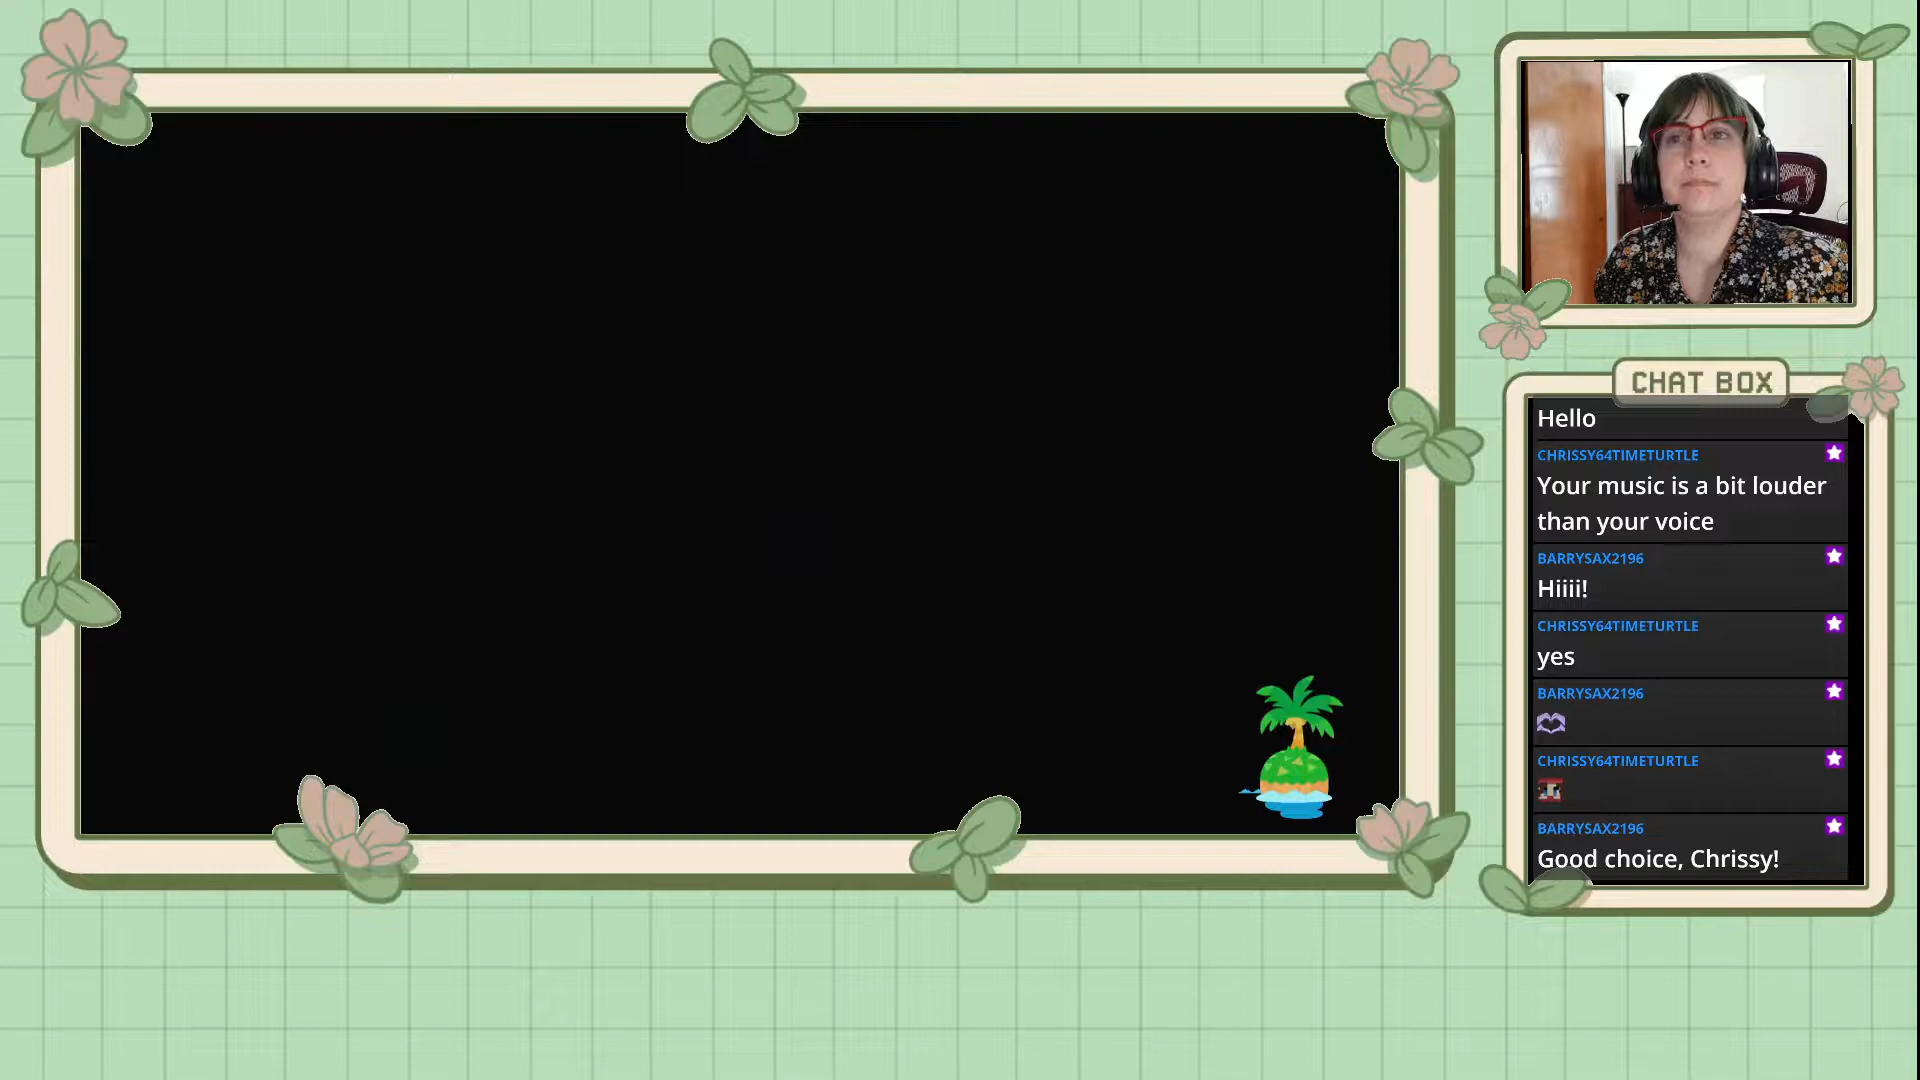 CHAT BOX
Hello
CHRISSY64TIMETURTLE
Your music is a bit louder
than your voice
BARRYSAX2196
Hiiii!
CHRISSY64TIMETURTLE
yes
BARRYSAX2196
CHRISSY64TIMETURTLE
BARRYSAX2196
Good choice, Chrissy!